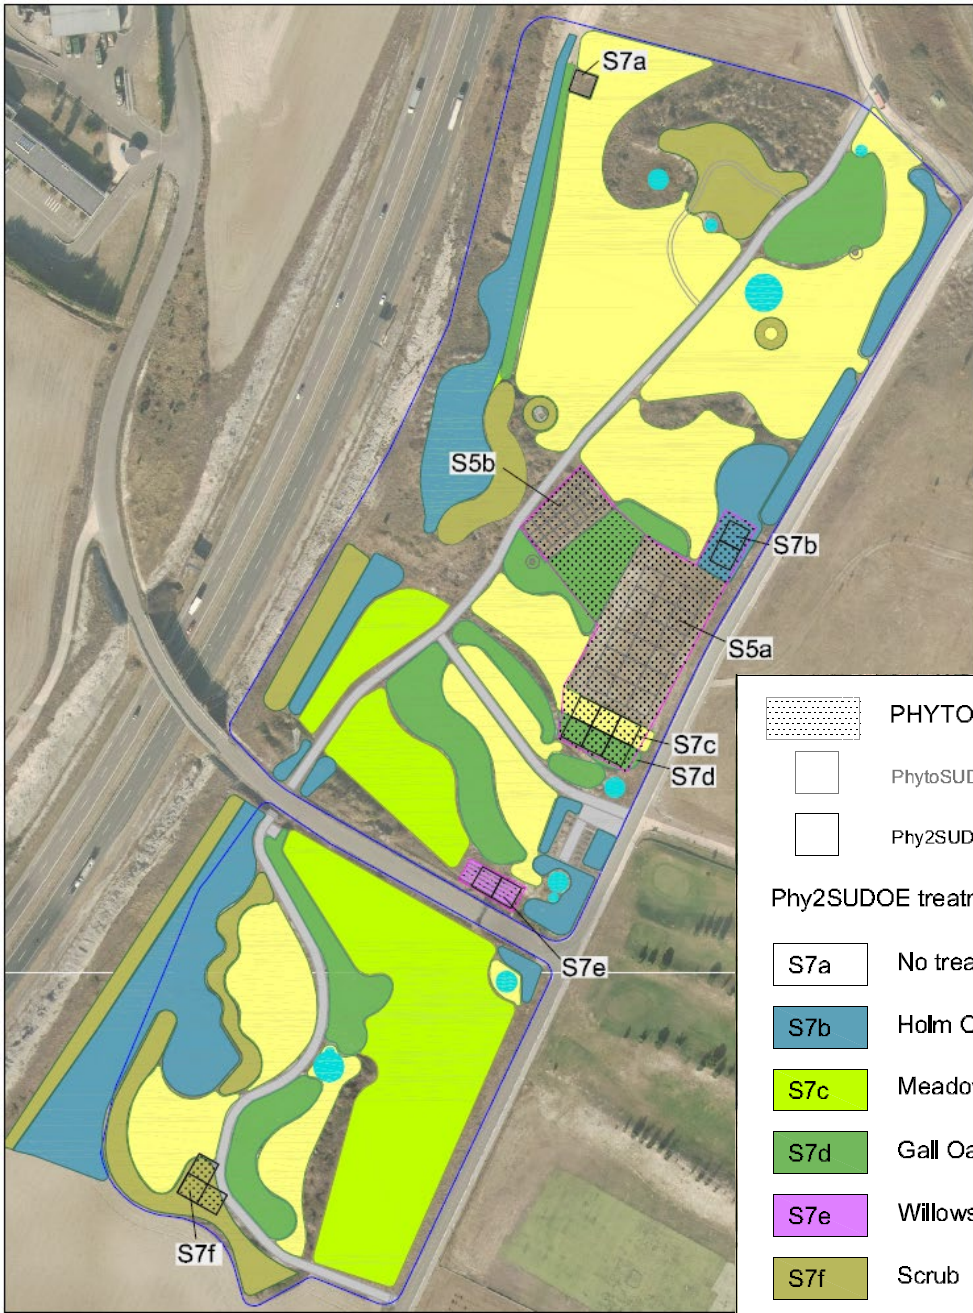 S7a
S5b
S7b
S5a
S7c
S7d
S7e
S7f
PHYTO
PhytoSUD
Phy2SUD
Phy2SUDOE treatr
S7a No trea
S7b Holm O
S7c Meado
S7d Gall Oa
S7e Willows
S7f Scrub